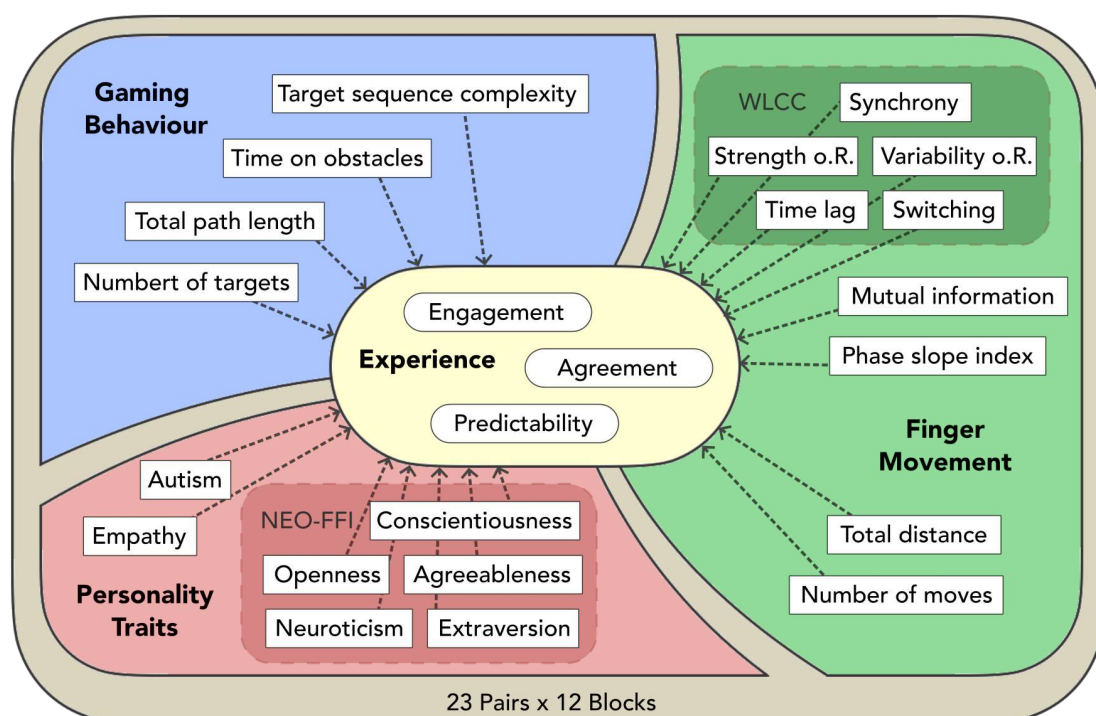 Gaming
Behaviour
Target sequence complexity
Time on obstacles
Total path length
Numbert of targets
WLCC
Synchrony
Strength o.R.
Variability o.R.
Time lag
Switching
Mutual information
Phase slope index
Finger
Movement
Total distance
Number of moves
Experience
Engagement
Agreement
Predictability
Autism
Empathy
Personality
Traits
NEO-FFI
Conscientiousness
Openness
Agreeableness
Neuroticism
Extraversion
23 Pairs x 12 Blocks